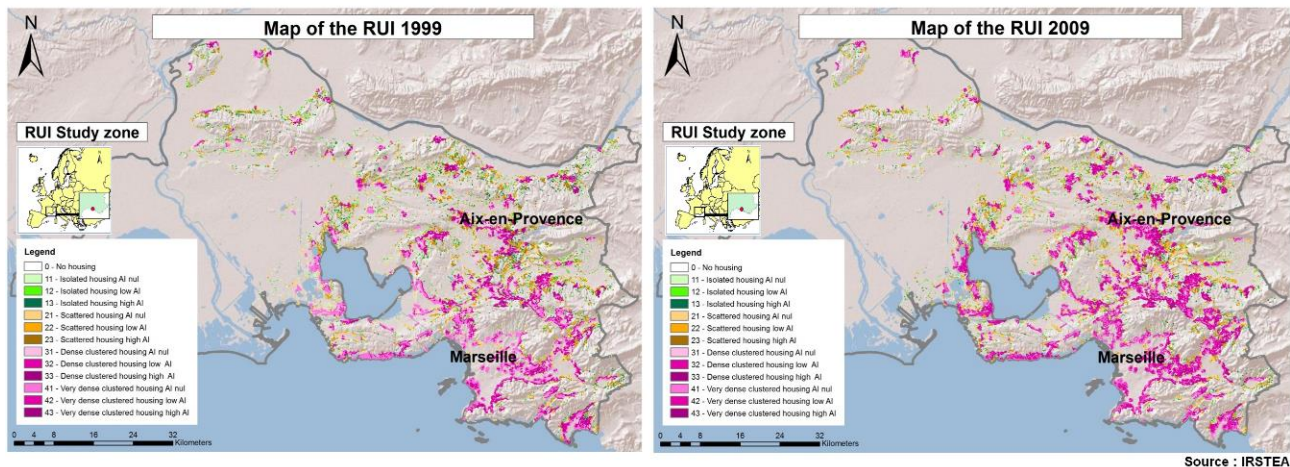 N
Map of the RUI 1999
RUI Study zone
Aix-en-Provence
Marseille
Legend
0 - No housing
11 - Isolated housing AI nul
12 - Isolated housing low AI
13 - Isolated housing high AI
21 - Scattered housing AI nul
22 - Scattered housing low AI
23 - Scattered housing high AI
31 - Dense clustered housing AI nul
32 - Dense clustered housing low AI
33 - Dense clustered housing high AI
41 - Very dense clustered housing AI nul
42 - Very dense clustered housing low AI
43 - Very dense clustered housing high AI
0 4 8 16 24 32
Kilometers
N
Map of the RUI 2009
RUI Study zone
Aix-en-Provence
Marseille
Legend
0 - No housing
11 - Isolated housing AI nul
12 - Isolated housing low AI
13 - Isolated housing high AI
21 - Scattered housing AI nul
22 - Scattered housing low AI
23 - Scattered housing high AI
31 - Dense clustered housing AI nul
32 - Dense clustered housing low AI
33 - Dense clustered housing high AI
41 - Very dense clustered housing AI nul
42 - Very dense clustered housing low AI
43 - Very dense clustered housing high AI
0 4 8 16 24 32
Kilometers
Source : IRSTEA